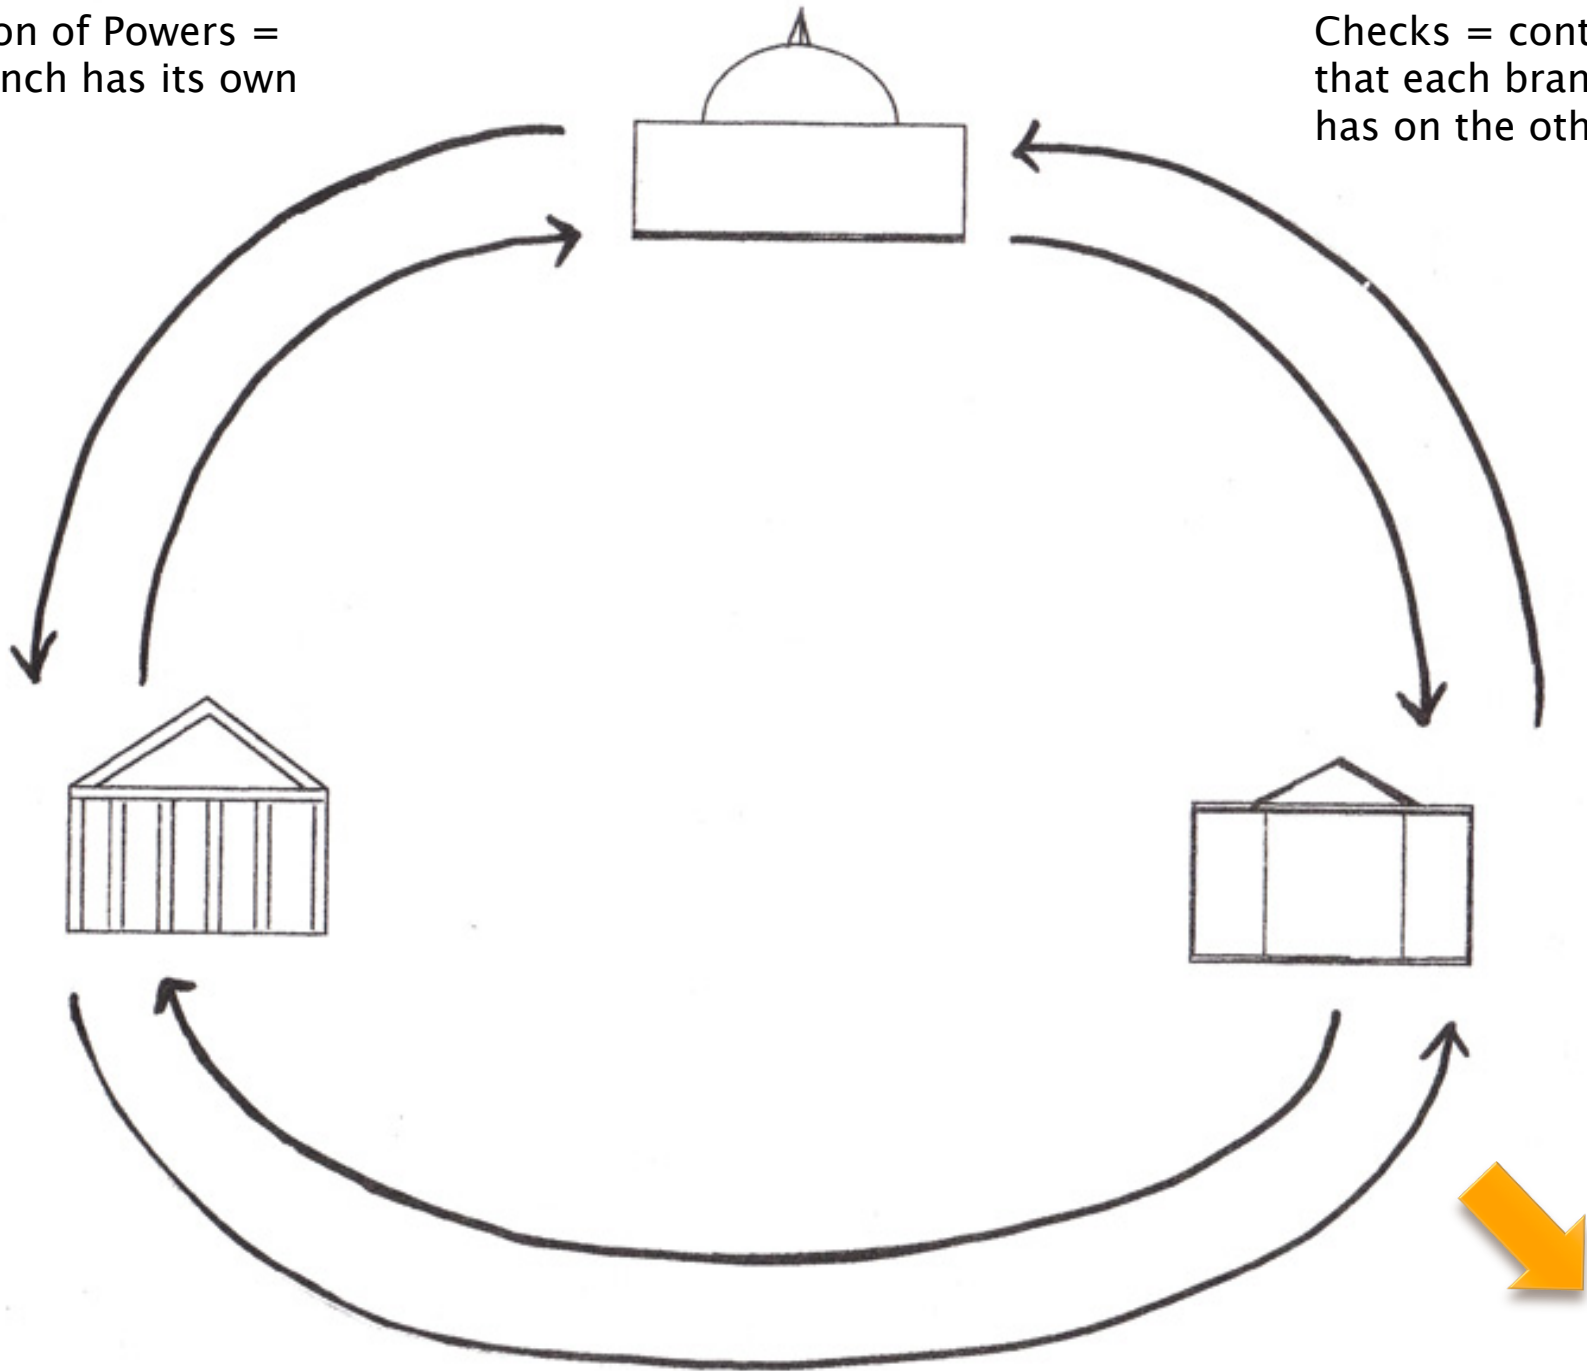 on of Powers =
nch has its own
Checks = cont
that each bran
has on the oth